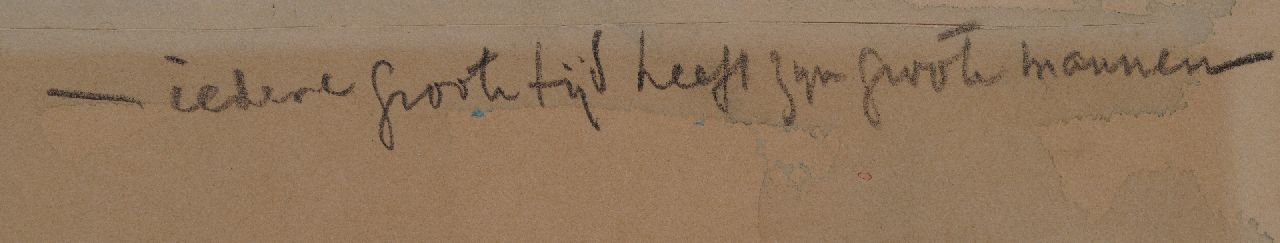 — iedere groote tijd heeft zijn groote mannen —